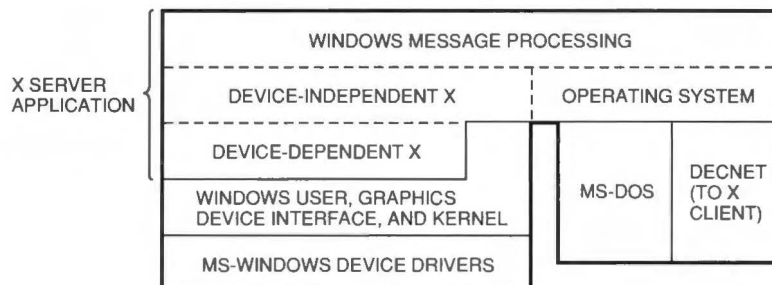 WINDOWS MESSAGE PROCESSING
X SERVER
APPLICATION
DEVICE-INDEPENDENT X
OPERATING SYSTEM
DEVICE-DEPENDENT X
WINDOWS USER, GRAPHICS
DEVICE INTERFACE, AND KERNEL
MS-DOS
DECNET
(TO X
CLIENT)
MS-WINDOWS DEVICE DRIVERS